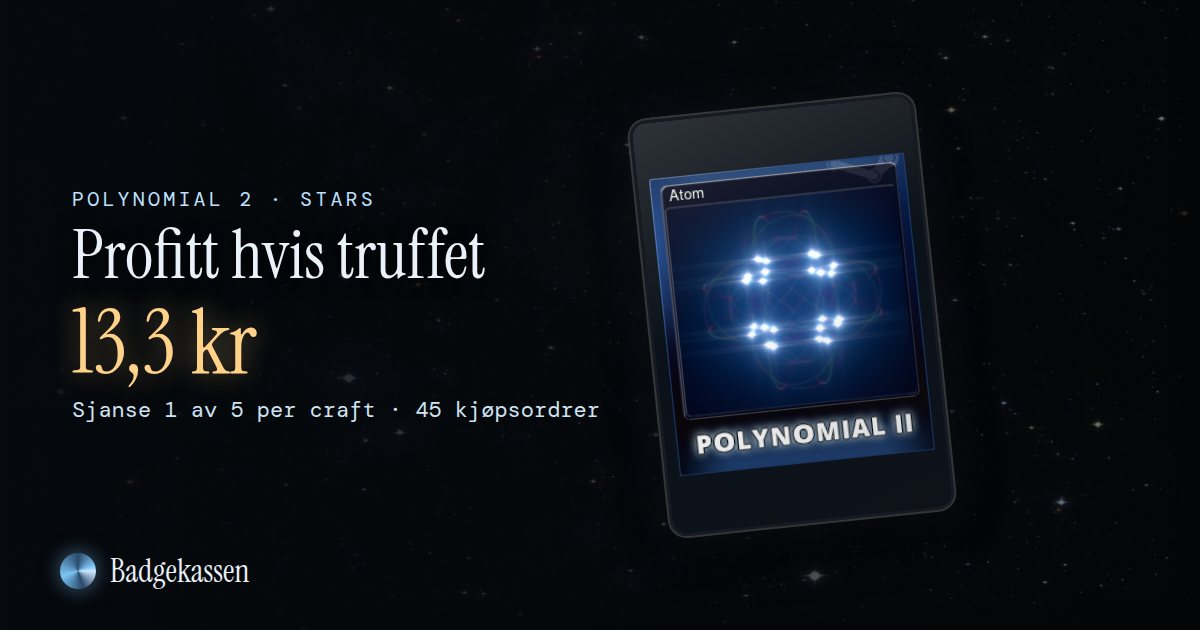 POLYNOMIAL 2 · STARS
Profitt hvis truffet
13,3 kr
Sjanse 1 av 5 per craft · 45 kjøpsordrer
Atom
POLYNOMIAL II
Badgekassen